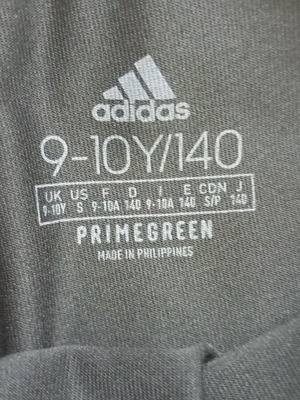 adidas
9-10Y/140
UK US F D I E CDN J
9-10Y S 9-10A 140 9-10A 140 S/P 140
PRIMEGREEN
MADE IN PHILIPPINES